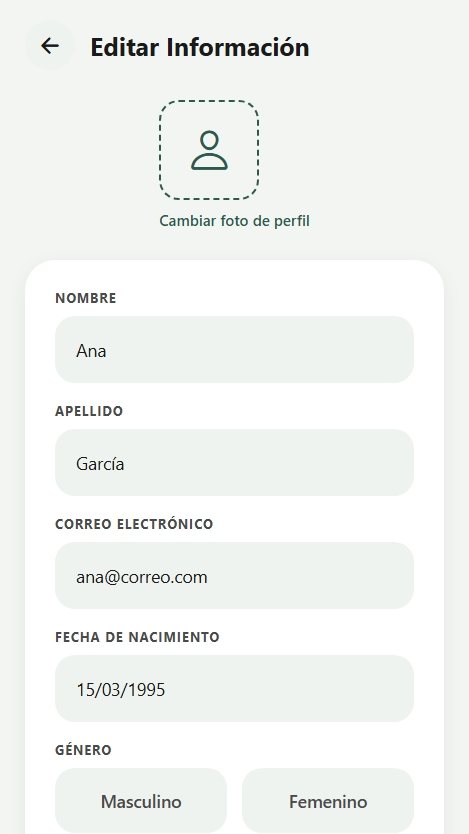 Editar Información
Cambiar foto de perfil
NOMBRE
Ana
APELLIDO
García
CORREO ELECTRÓNICO
ana@correo.com
FECHA DE NACIMIENTO
15/03/1995
GÉNERO
Masculino Femenino